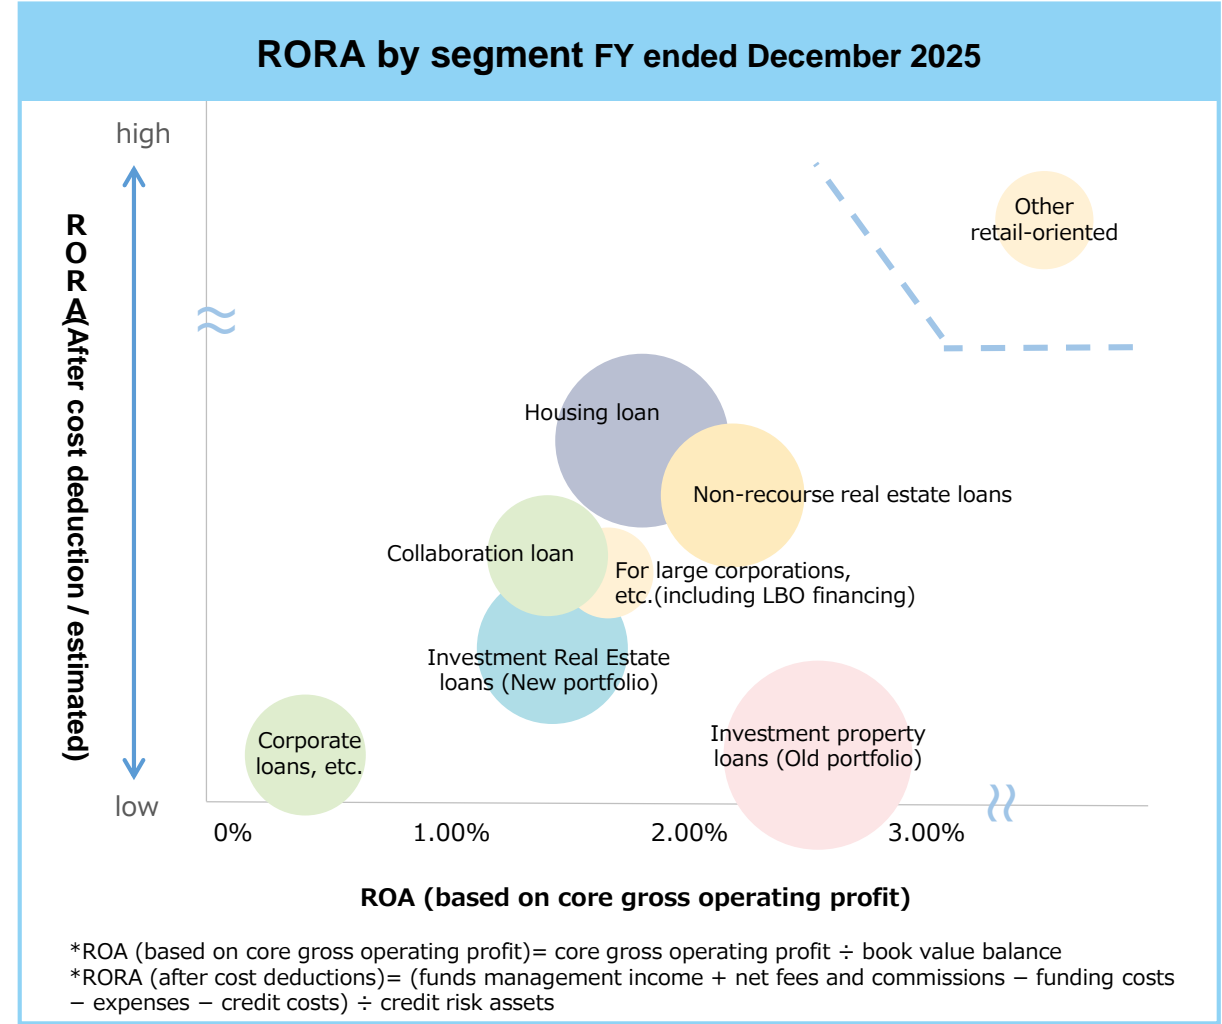 RORA by segment FY ended December 2025
high
RORA(After cost deduction / estimated)
low
Other
retail-oriented
Housing loan
Non-recourse real estate loans
Collaboration loan
For large corporations,
etc.(including LBO financing)
Investment Real Estate
loans (New portfolio)
Corporate
loans, etc.
Investment property
loans (Old portfolio)
0%
1.00%
2.00%
3.00%
ROA (based on core gross operating profit)
*ROA (based on core gross operating profit)= core gross operating profit ÷ book value balance
*RORA (after cost deductions)= (funds management income + net fees and commissions − funding costs
− expenses − credit costs) ÷ credit risk assets